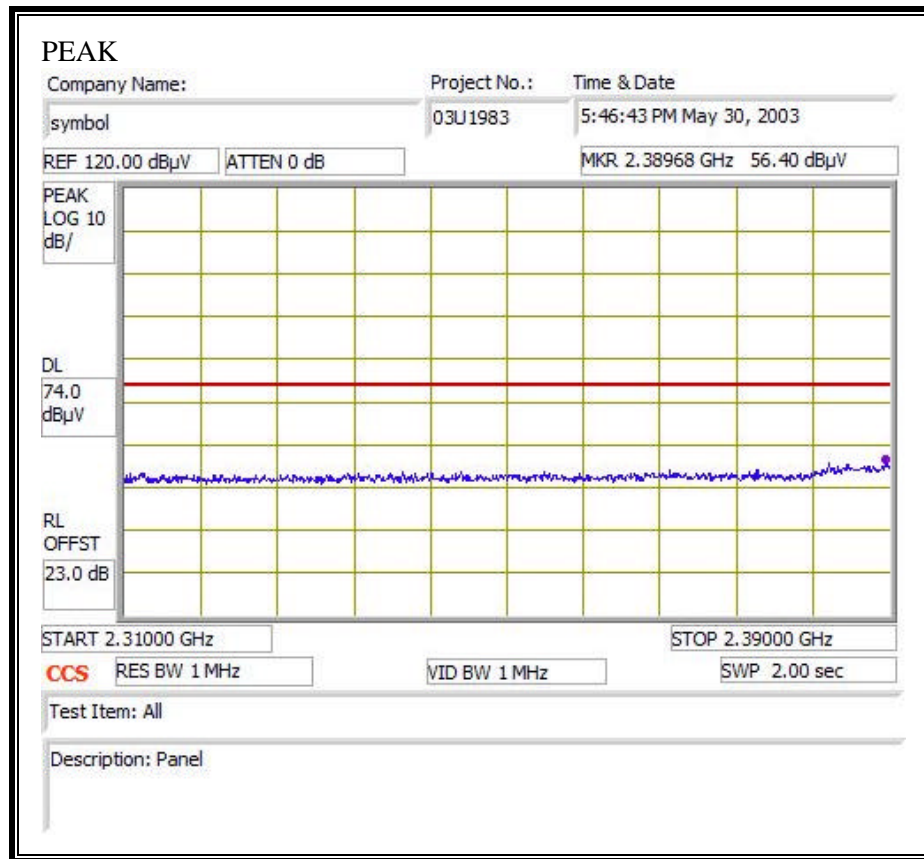 PEAK
Company Name: Project No.: Time & Date
symbol 03U1983 5:46:43 PM May 30, 2003
REF 120.00 dBµV ATTEN 0 dB MKR 2.38968 GHz 56.40 dBµV
PEAK
LOG 10
dB/
DL
74.0
dBµV
RL
OFFST
23.0 dB
START 2.31000 GHz STOP 2.39000 GHz
CCS RES BW 1 MHz VID BW 1 MHz SWP 2.00 sec
Test Item: All
Description: Panel